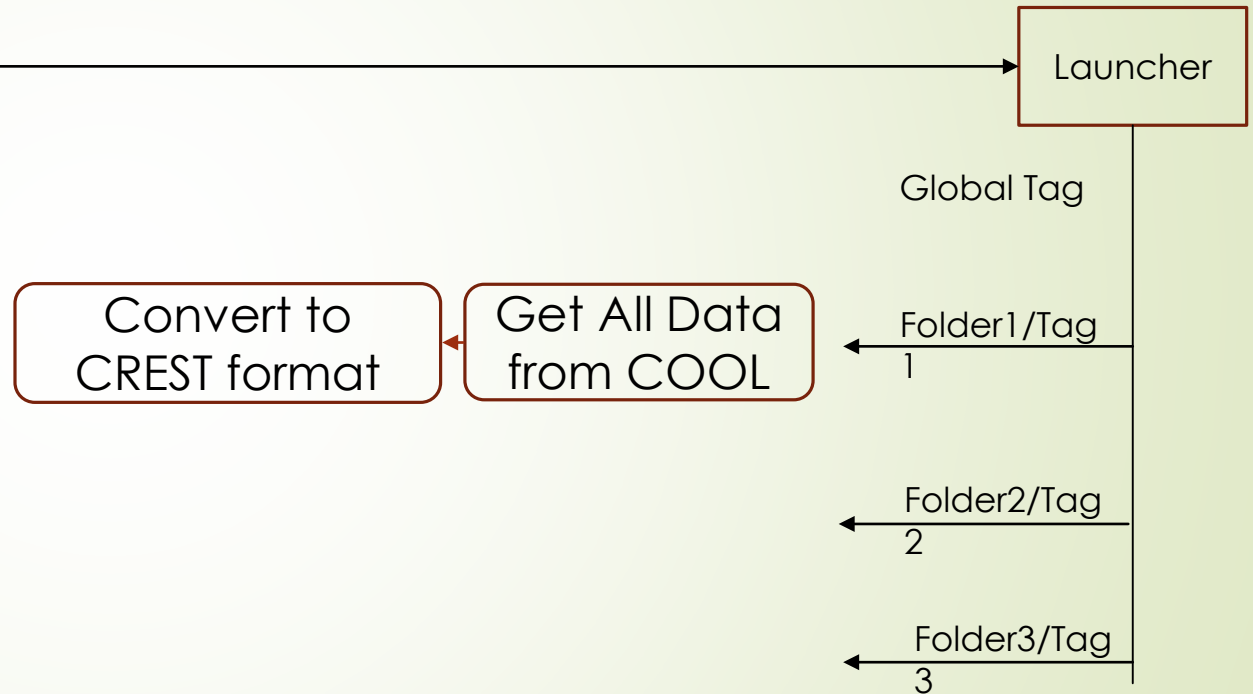 Launcher
Global Tag
Convert to
CREST format
Get All Data
from COOL
Folder1/Tag
1
Folder2/Tag
2
Folder3/Tag
3